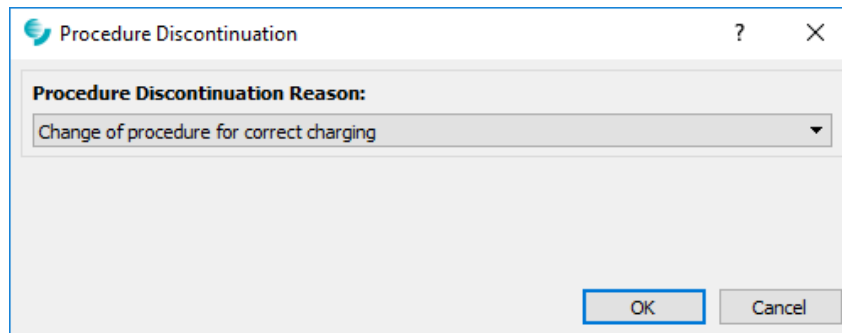 Procedure Discontinuation ?
Procedure Discontinuation Reason:
Change of procedure for correct charging
OK Cancel